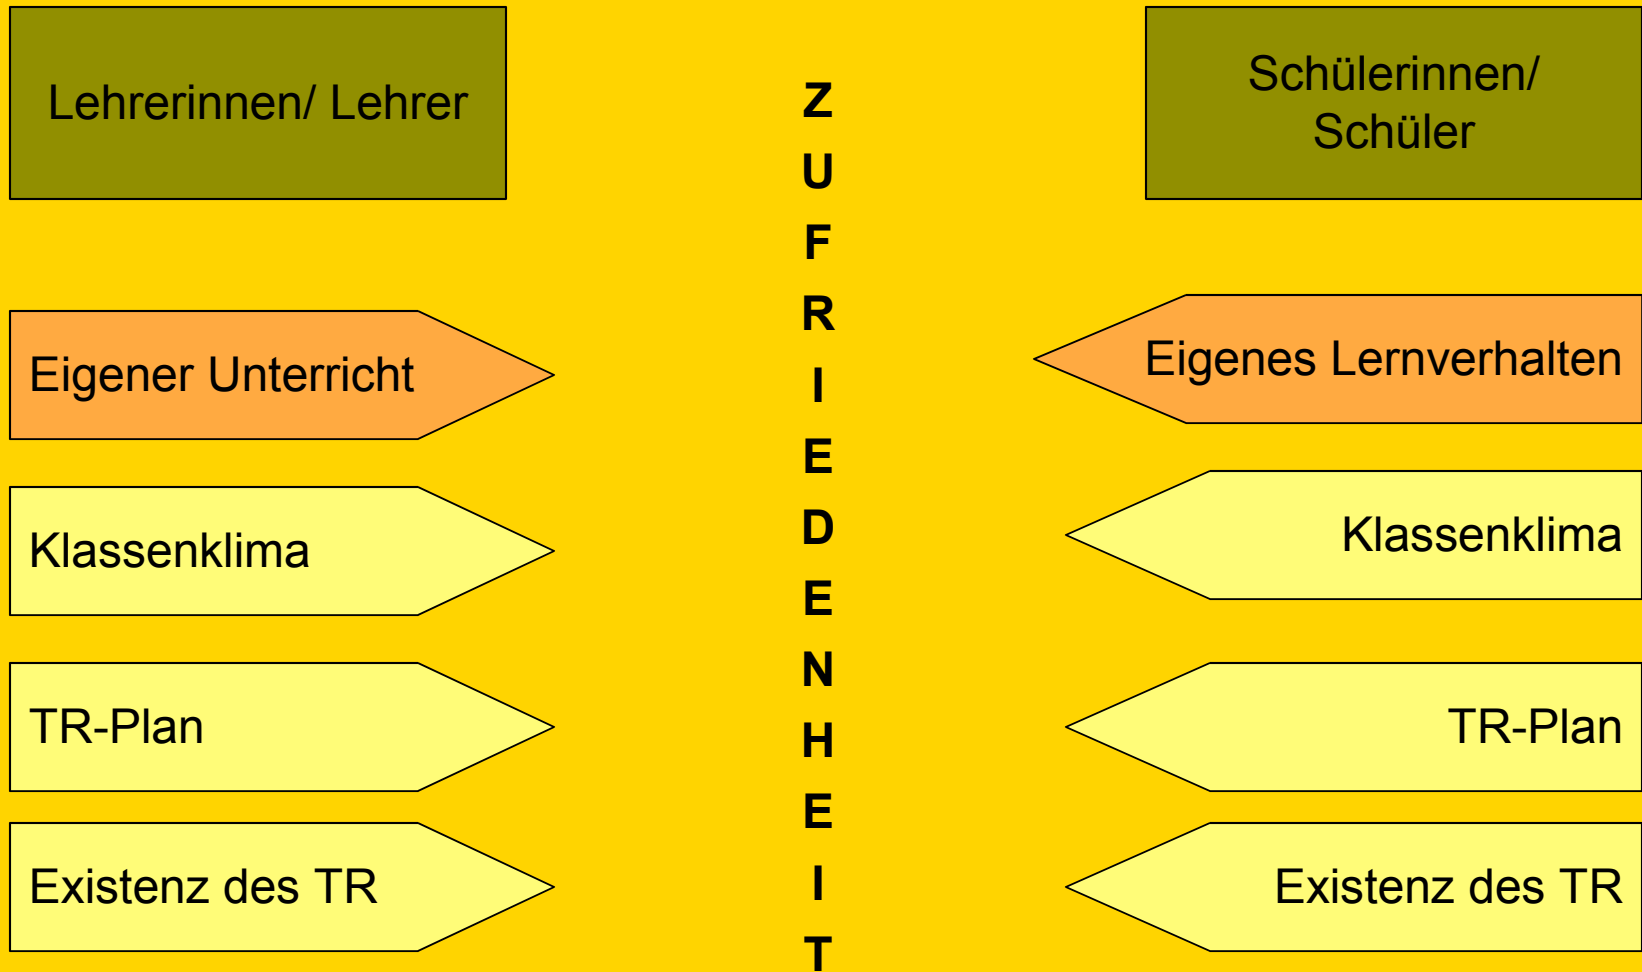 Lehrerinnen/ Lehrer
Eigener Unterricht
Klassenklima
TR-Plan
Existenz des TR
Z
U
F
R
I
E
D
E
N
H
E
I
T
Schülerinnen/
Schüler
Eigenes Lernverhalten
Klassenklima
TR-Plan
Existenz des TR